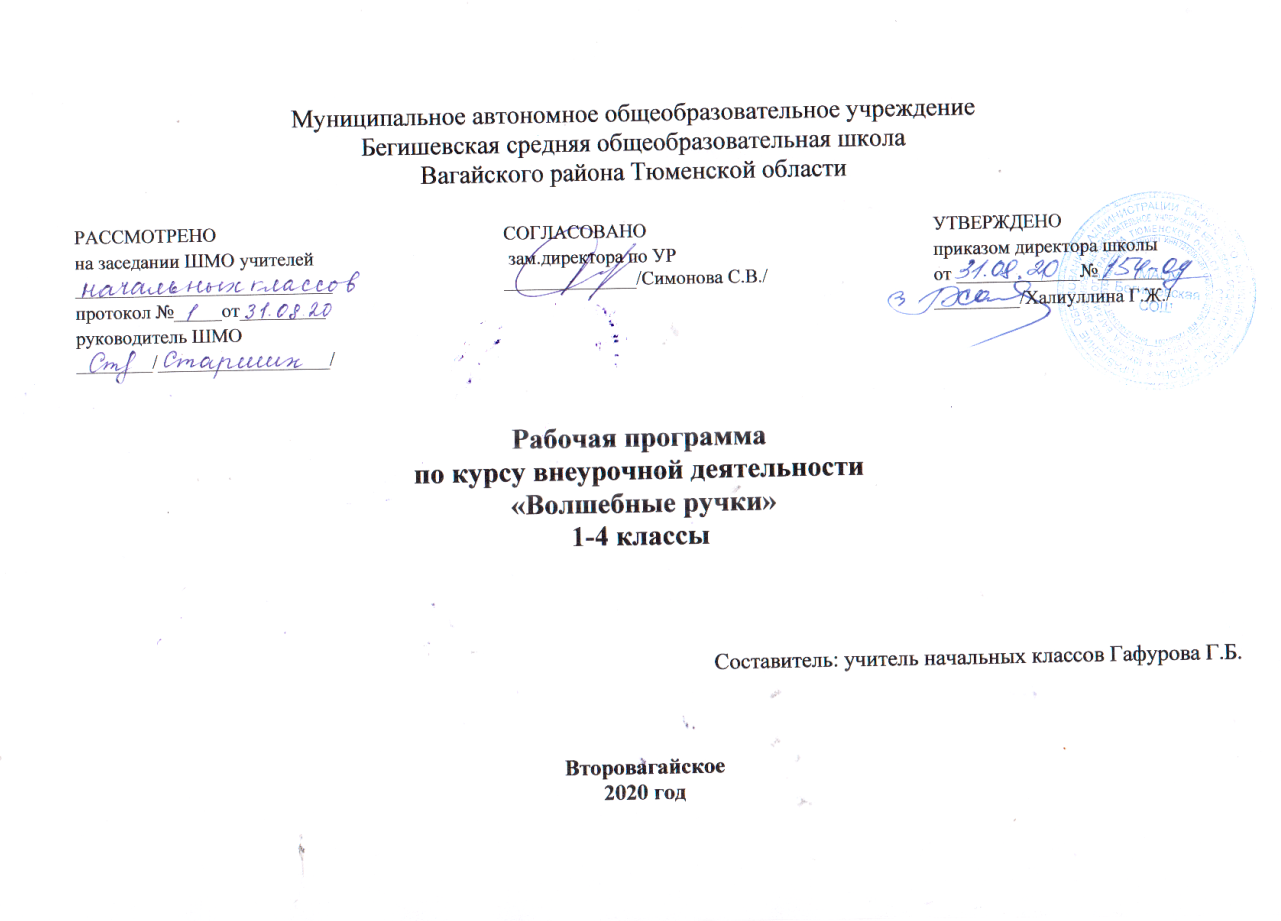 Муниципальное автономное общеобразовательное учреждение
Бегишевская средняя общеобразовательная школа
Вагайского района Тюменской области
РАССМОТРЕНО
на заседании ШМО учителей
начальных классов
протокол № 1 от 31.08.20
руководитель ШМО
/ Старших /
СОГЛАСОВАНО
зам.директора по УР
/Симонова С.В./
УТВЕРЖДЕНО
приказом директора школы
от 31.08.20 № 154-од
/Халиуллина Г.Ж./
Рабочая программа
по курсу внеурочной деятельности
«Волшебные ручки»
1-4 классы
Составитель: учитель начальных классов Гафурова Г.Б.
Второвагайское
2020 год